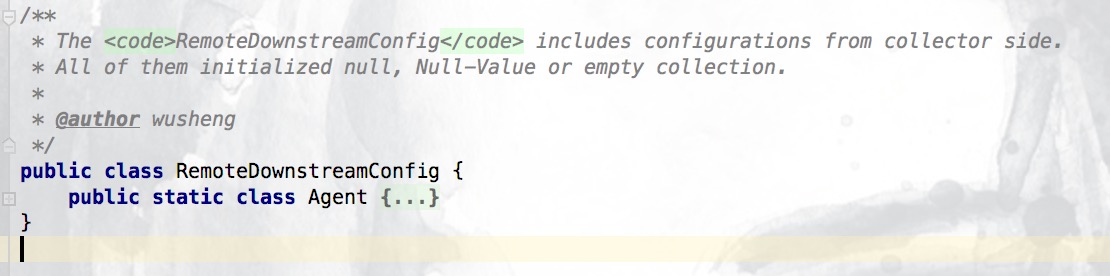 /**
 * The <code>RemoteDownstreamConfig</code> includes configurations from collector side.
 * All of them initialized null, Null-Value or empty collection.
 *
 * @author wusheng
 */
public class RemoteDownstreamConfig {
    public static class Agent {...}
}